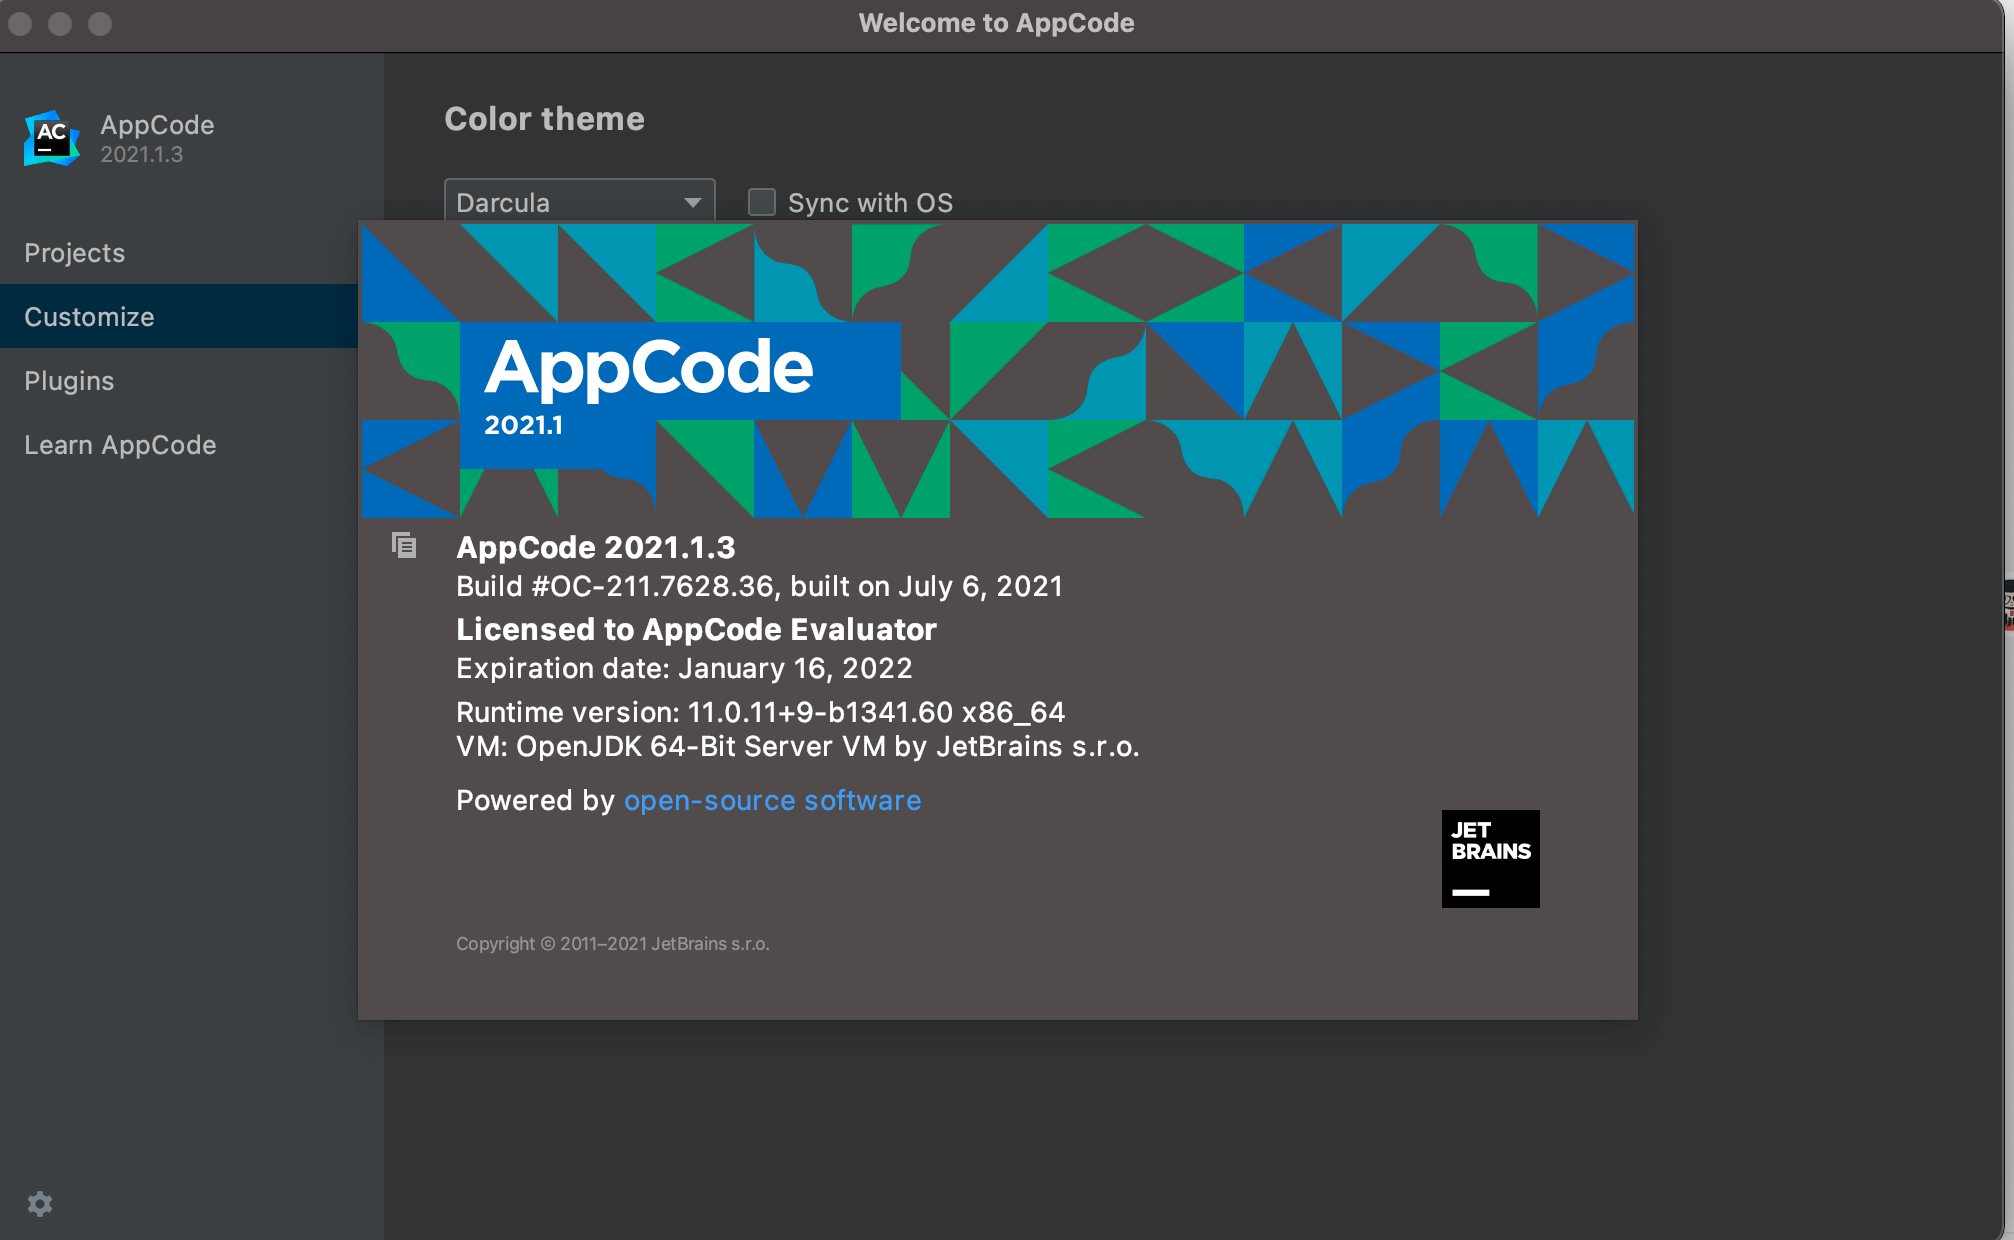 Welcome to AppCode
AC
AppCode
2021.1.3
Projects
Customize
Plugins
Learn AppCode
Color theme
Darcula
Sync with OS
AppCode
2021.1
AppCode 2021.1.3
Build #OC-211.7628.36, built on July 6, 2021
Licensed to AppCode Evaluator
Expiration date: January 16, 2022
Runtime version: 11.0.11+9-b1341.60 x86_64
VM: OpenJDK 64-Bit Server VM by JetBrains s.r.o.
Powered by open-source software
JET
BRAINS
Copyright © 2011–2021 JetBrains s.r.o.